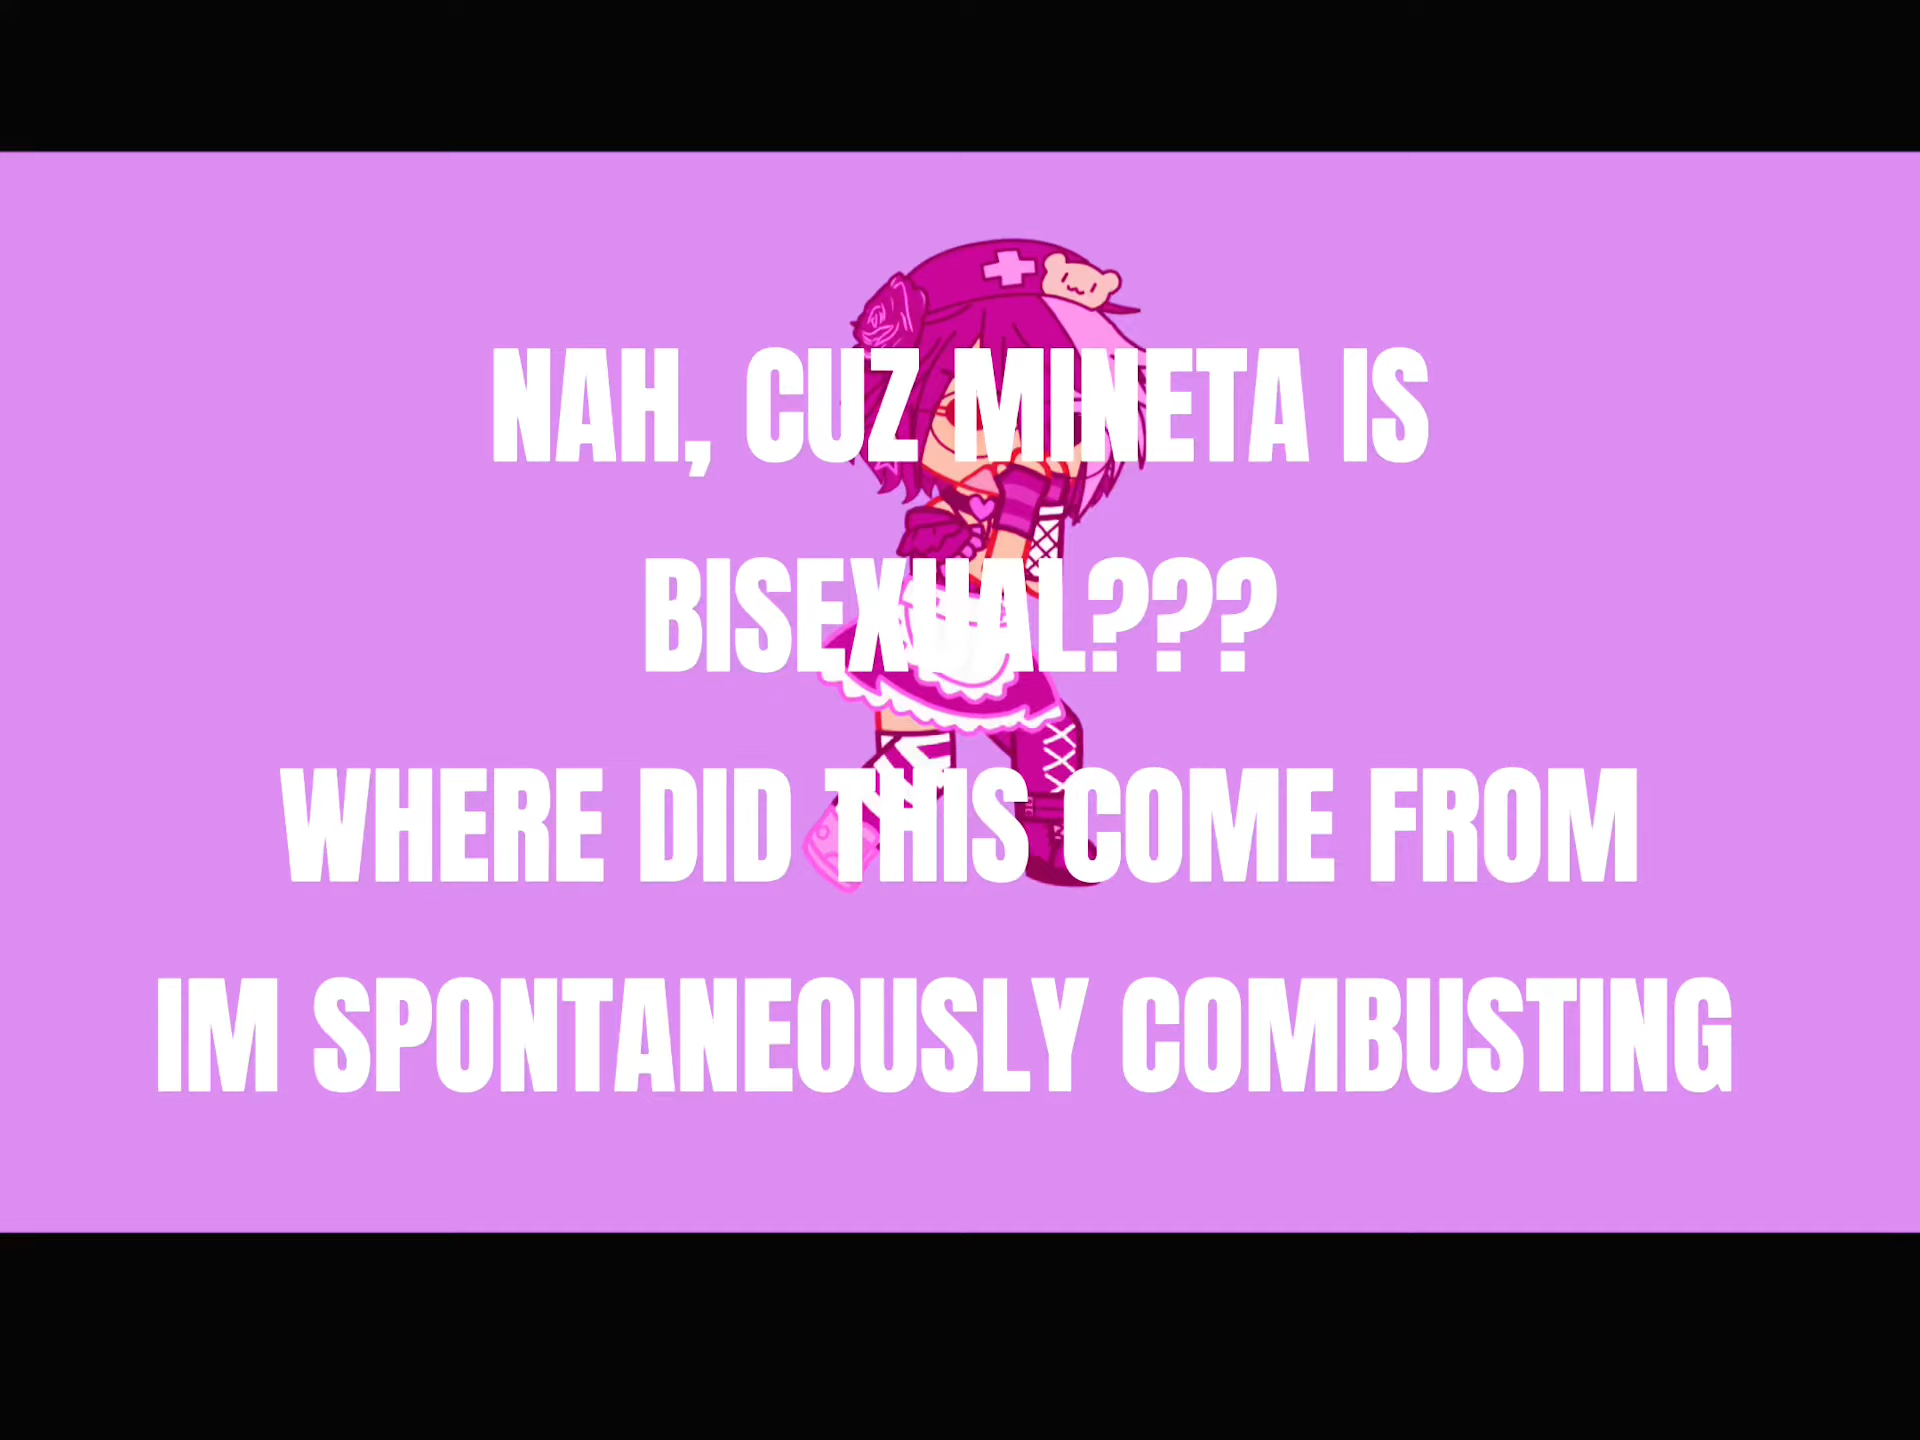 NAH, CUZ MINETA IS
BISEXUAL???
WHERE DID THIS COME FROM
IM SPONTANEOUSLY COMBUSTING